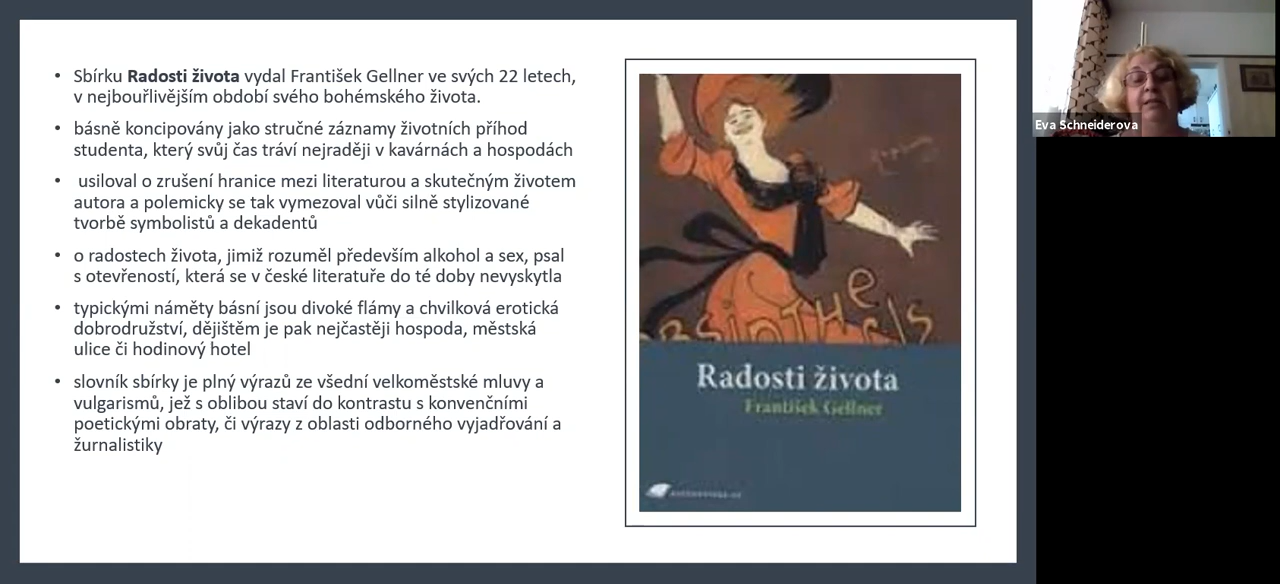 • Sbírku Radosti života vydal František Gellner ve svých 22 letech,
v nejbouřlivějším období svého bohémského života.
• básně koncipovány jako stručné záznamy životních příhod
studenta, který svůj čas tráví nejraději v kavárnách a hospodách
• usiloval o zrušení hranice mezi literaturou a skutečným životem
autora a polemicky se tak vymezoval vůči silně stylizované
tvorbě symbolistů a dekadentů
• o radostech života, jimiž rozuměl především alkohol a sex, psal
s otevřeností, která se v české literatuře do té doby nevyskytla
• typickými náměty básní jsou divoké flámy a chvilková erotická
dobrodružství, dějištěm je pak nejčastěji hospoda, městská
ulice či hodinový hotel
• slovník sbírky je plný výrazů ze všední velkoměstské mluvy a
vulgarismů, jež s oblibou staví do kontrastu s konvenčními
poetickými obraty, či výrazy z oblasti odborného vyjadřování a
žurnalistiky
Radosti života
František Gellner
Eva Schneiderova